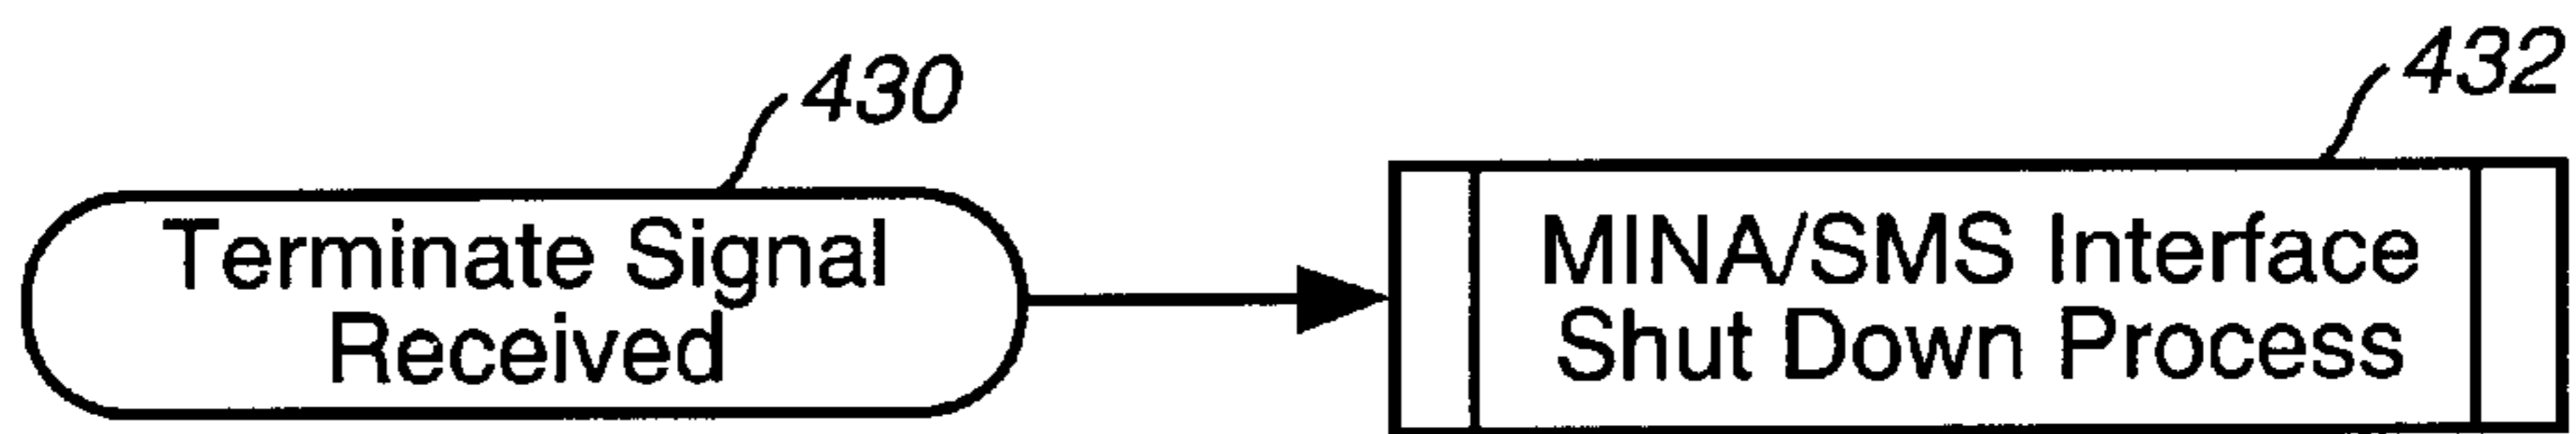 430
432
Terminate Signal
Received
MINA/SMS Interface
Shut Down Process